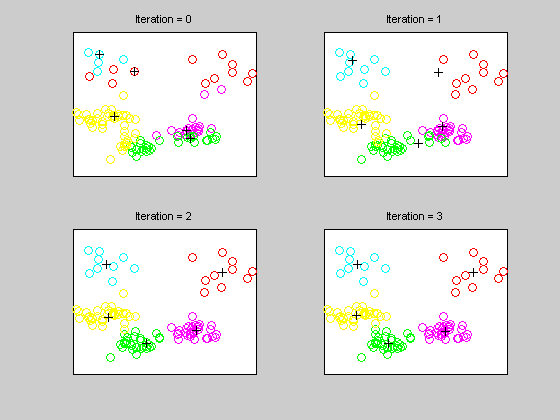 Iteration = 0
Iteration = 1
Iteration = 2
Iteration = 3